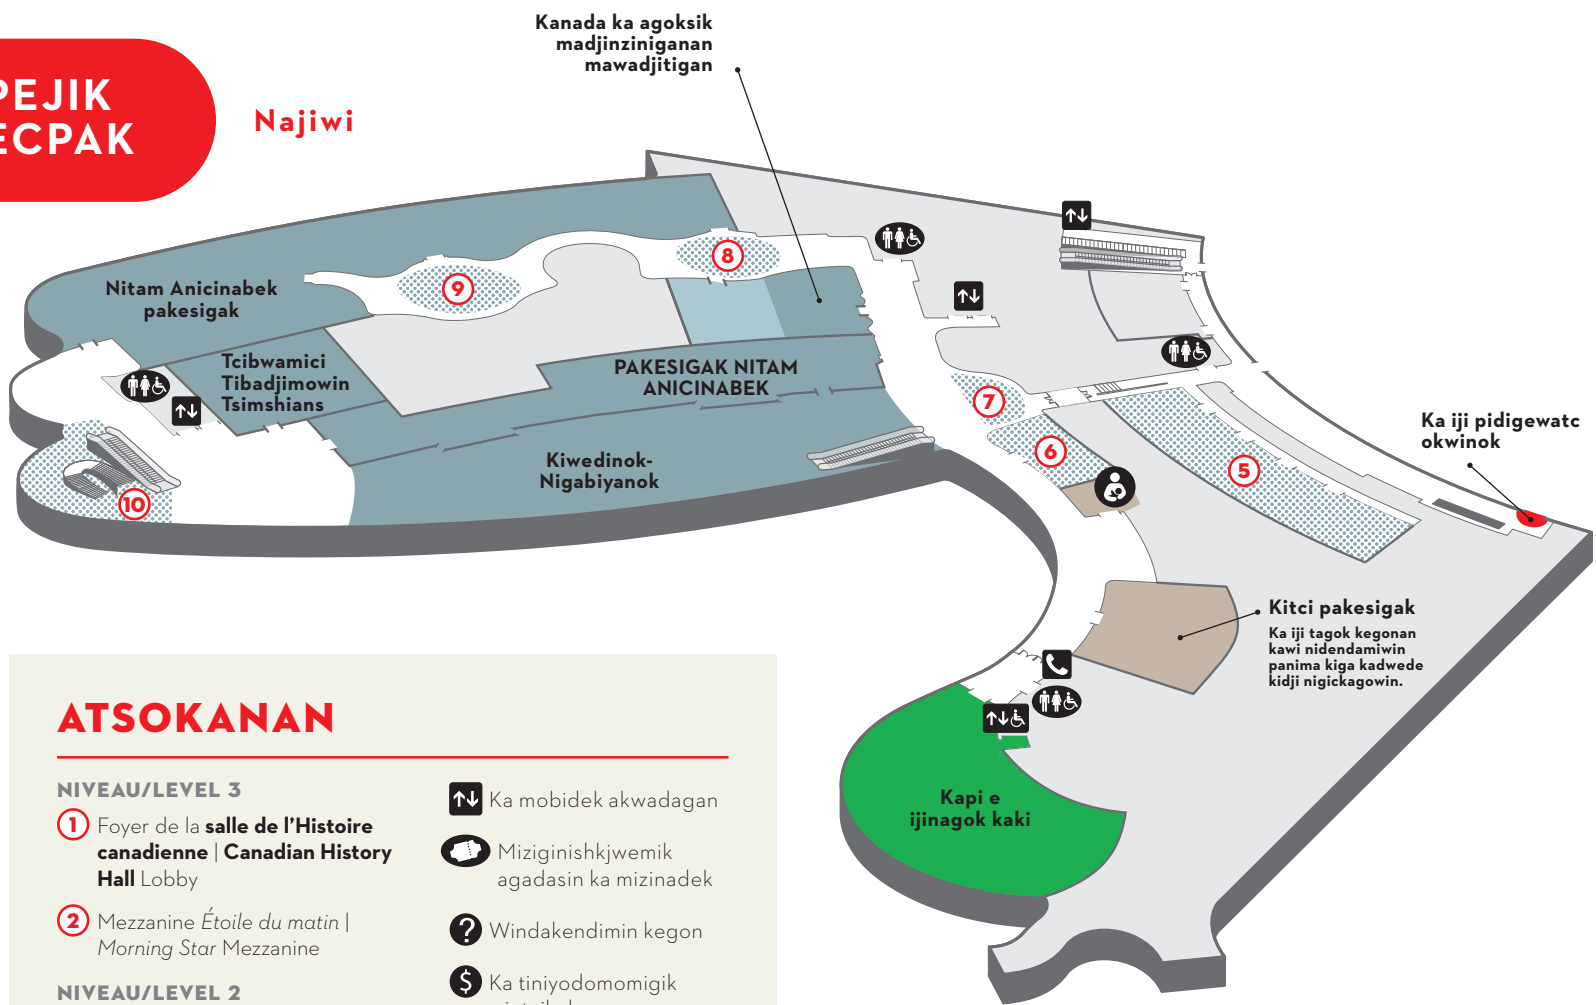 Kanada ka agoksik
madjinziniganan
mawadjitigan
PEJIK
ECPAK
Najiwi
8
9
Nitam Anicinabek
pakesigak
Tcibwamici
Tibadjimowin
Tsimshians
PAKESIGAK NITAM
ANICINABEK
7
Ka iji pidigewatc
okwinok
Kiwedinok-
Nigabiyanok
6
5
10
Kitci pakesigak
Ka iji tagok kegonan
kawi nidendamiwin
panima kiga kadwede
kidji nigickagowin.
Kapi e
ijinagok kaki
ATSOKANAN
NIVEAU/LEVEL 3
1 Foyer de la salle de l’Histoire
canadienne | Canadian History
Hall Lobby
2 Mezzanine Étoile du matin |
Morning Star Mezzanine
NIVEAU/LEVEL 2
Ka mobidek akwadagan
Miziginishkjwemik
agadasin ka mizinadek
? Windakendimin kegon
$ Ka tiniyodomomigik